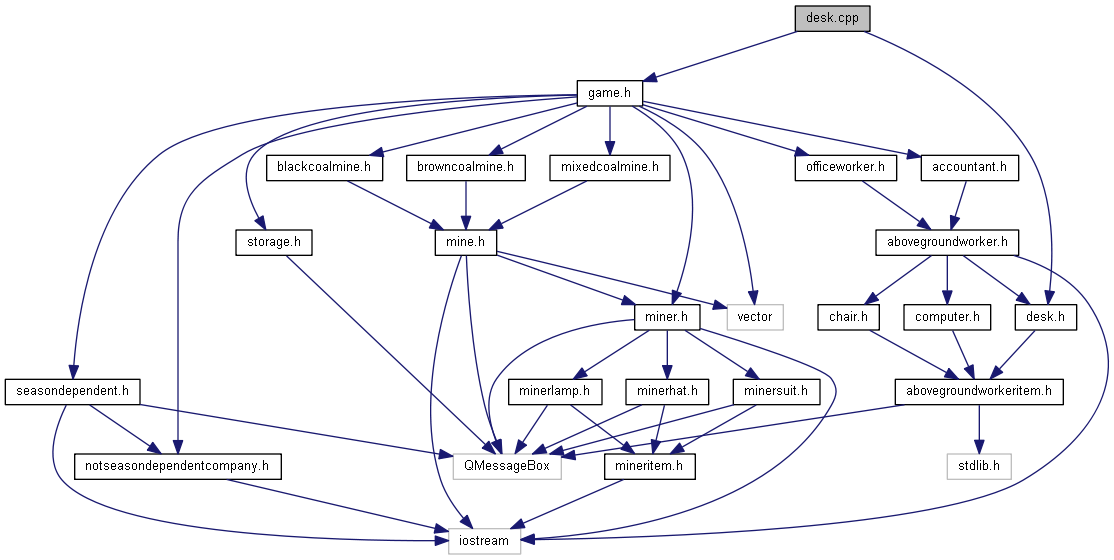 desk.cpp
game.h
blackcoalmine.h
browncoalmine.h
mixedcoalmine.h
officeworker.h
accountant.h
storage.h
mine.h
abovegroundworker.h
miner.h
vector
chair.h
computer.h
desk.h
seasondependent.h
minerlamp.h
minerhat.h
minersuit.h
abovegroundworkeritem.h
notseasondependentcompany.h
QMessageBox
mineritem.h
stdlib.h
iostream